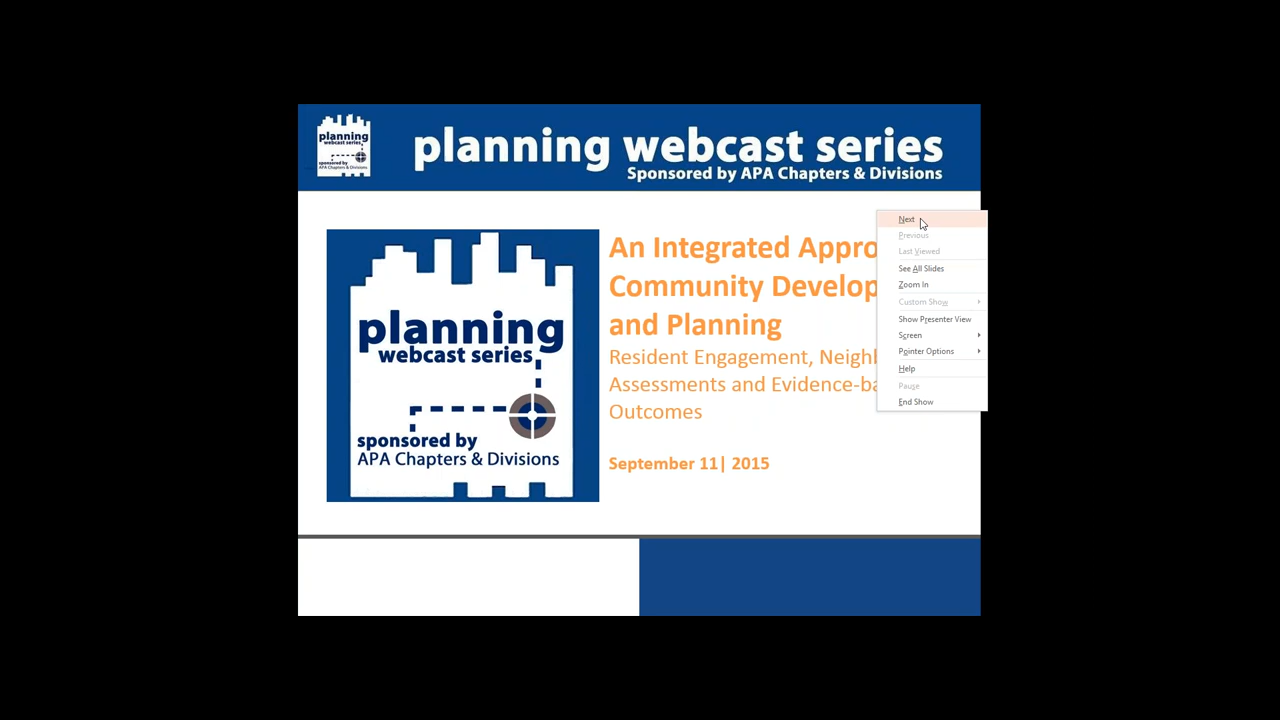 planning
webcast series
sponsored by
APA Chapters & Divisions
planning webcast series
Sponsored by APA Chapters & Divisions
An Integrated Appro
Community Develop
and Planning
Resident Engagement, Neigh
Assessments and Evidence-ba
Outcomes
September 11| 2015
planning
webcast series
sponsored by
APA Chapters & Divisions
Next
Previous
Last Viewed
See All Slides
Zoom In
Custom Show
Show Presenter View
Screen
Pointer Options
Help
Pause
End Show